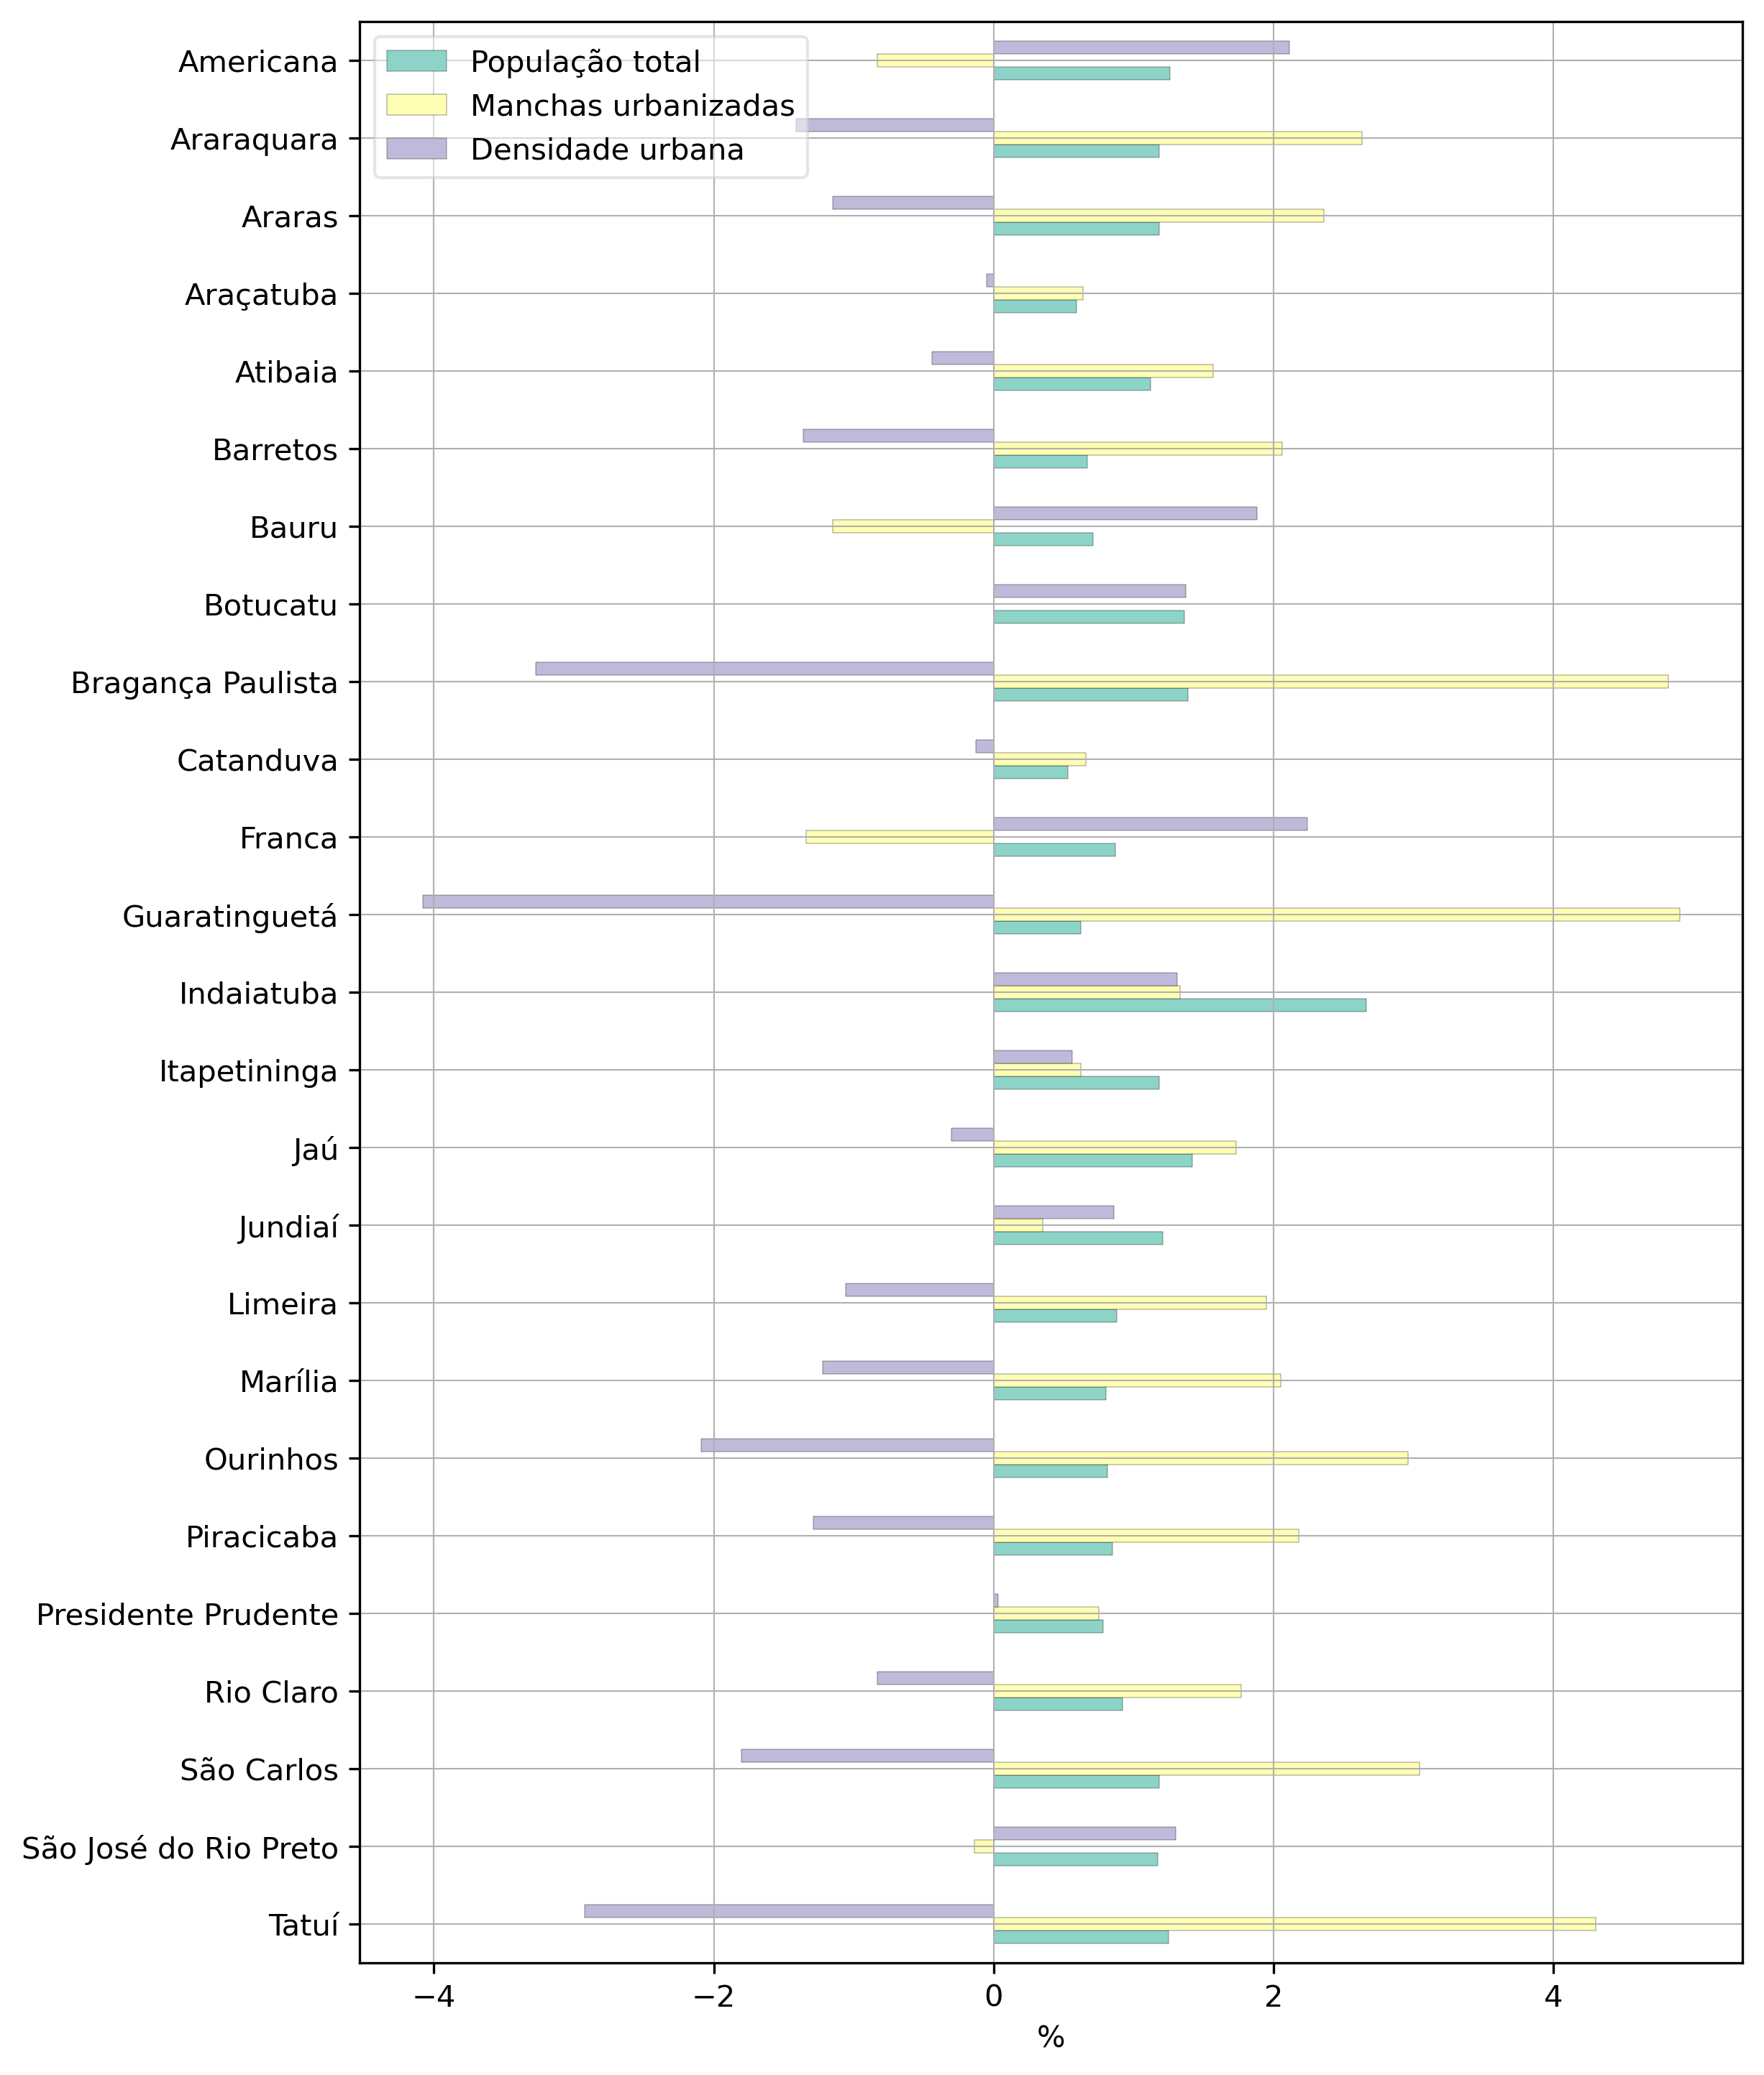 População total
Manchas urbanizadas
Densidade urbana
Americana
Araraquara
Araras
Araçatuba
Atibaia
Barretos
Bauru
Botucatu
Bragança Paulista
Catanduva
Franca
Guaratinguetá
Indaiatuba
Itapetininga
Jaú
Jundiaí
Limeira
Marília
Ourinhos
Piracicaba
Presidente Prudente
Rio Claro
São Carlos
São José do Rio Preto
Tatuí
−4 −2 0 2 4
%